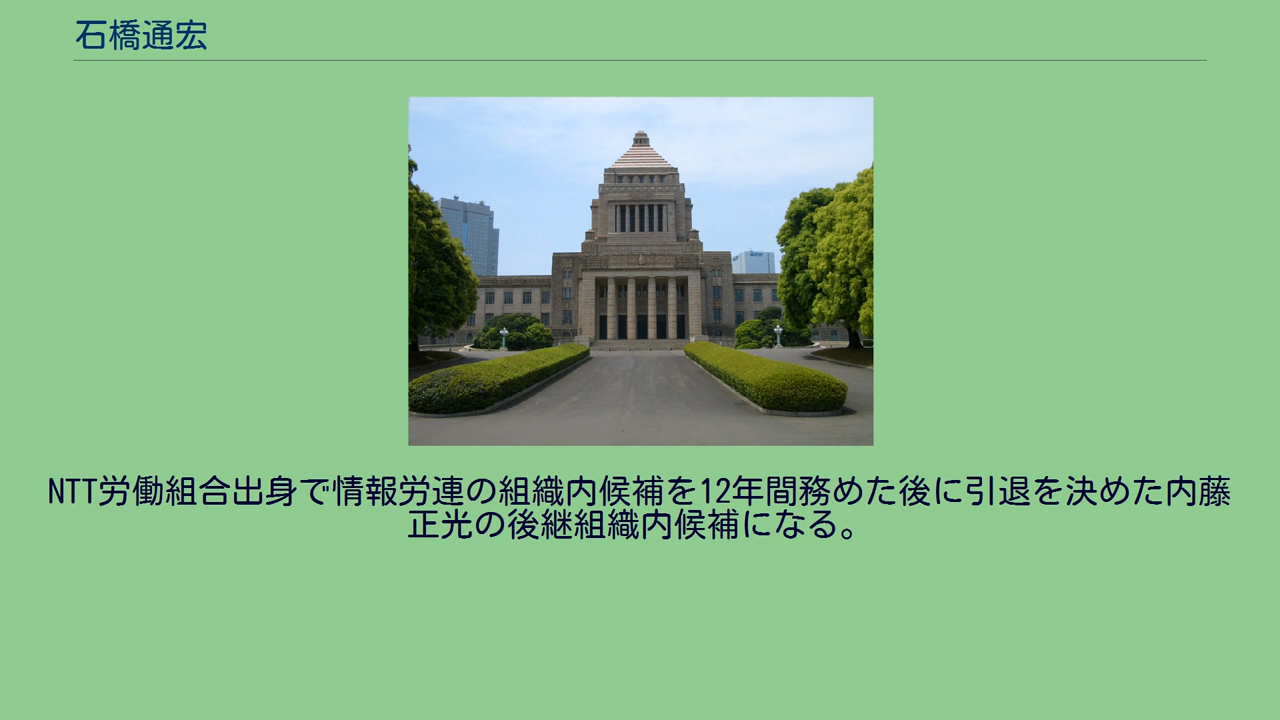 石橋通宏
NTT労働組合出身で情報労連の組織内候補を12年間務めた後に引退を決めた内藤
正光の後継組織内候補になる。